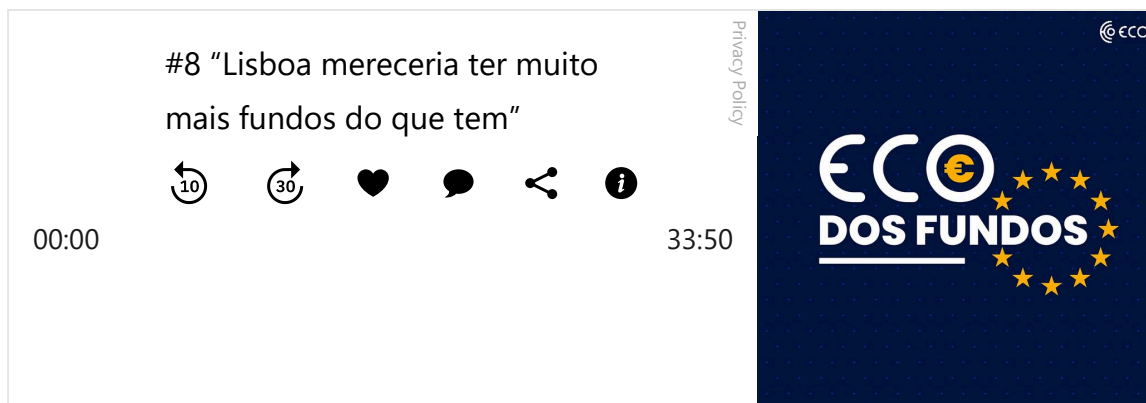 #8 “Lisboa mereceria ter muito
mais fundos do que tem”
10
30
i
00:00
33:50
Privacy Policy
ECO
ECO
€
DOS FUNDOS